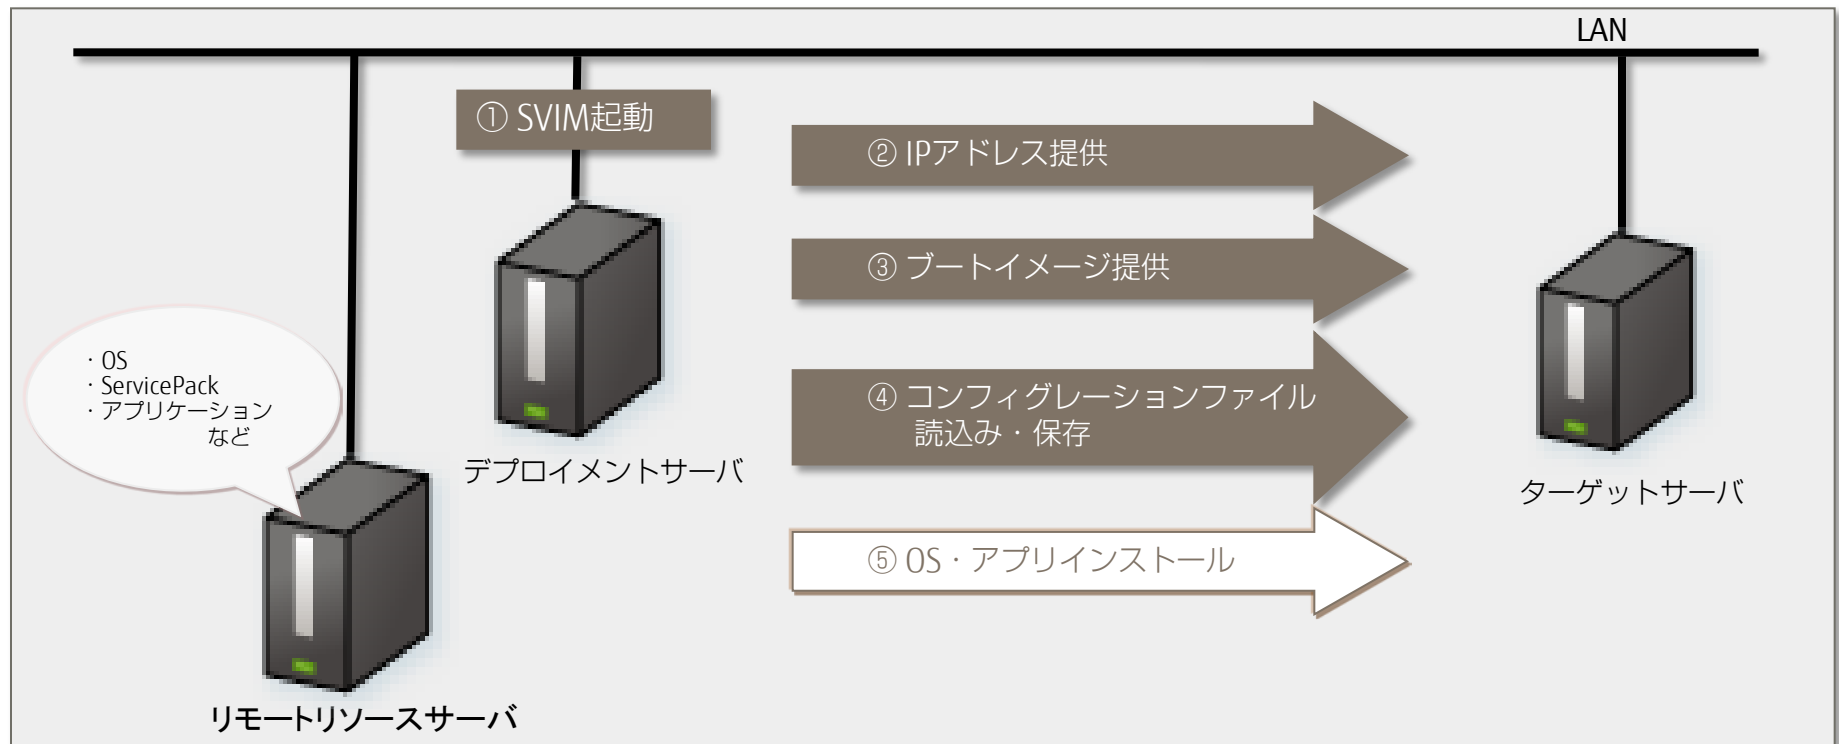 LAN
① SVIM起動
② IPアドレス提供
③ ブートイメージ提供
④ コンフィグレーションファイル
読込み・保存
⑤ OS・アプリインストール
・OS
・ServicePack
・アプリケーション
など
デプロイメントサーバ
ターゲットサーバ
リモートリソースサーバ